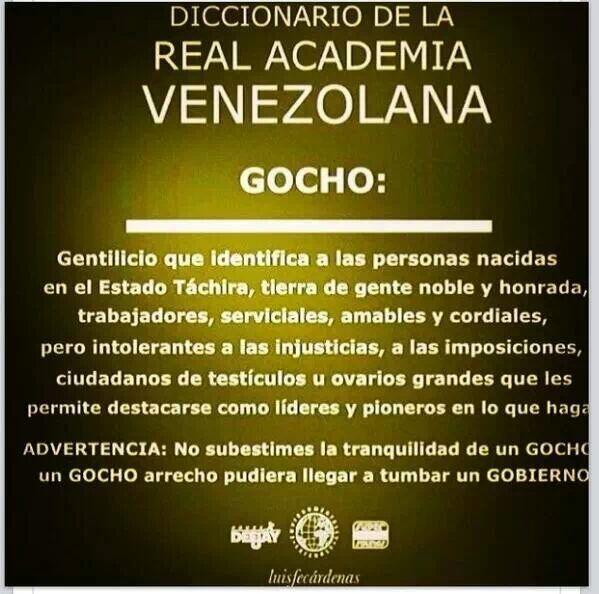 DICCIONARIO DE LA
REAL ACADEMIA
VENEZOLANA
GOCHO:
Gentilicio que identifica a las personas nacidas
en el Estado Táchira, tierra de gente noble y honrada,
trabajadores, serviciales, amables y cordiales,
pero intolerantes a las injusticias, a las imposiciones,
ciudadanos de testículos u ovarios grandes que les
permite destacarse como líderes y pioneros en lo que haga
ADVERTENCIA: No subestimes la tranquilidad de un GOCHO
un GOCHO arrecho pudiera llegar a tumbar un GOBIERNO
DEEJAY
luisfecárdenas